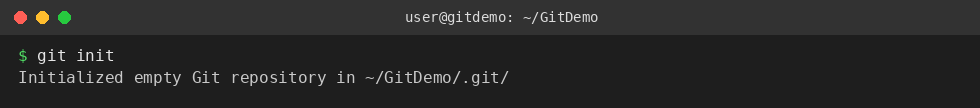 user@gitdemo: ~/GitDemo
$ git init
Initialized empty Git repository in ~/GitDemo/.git/